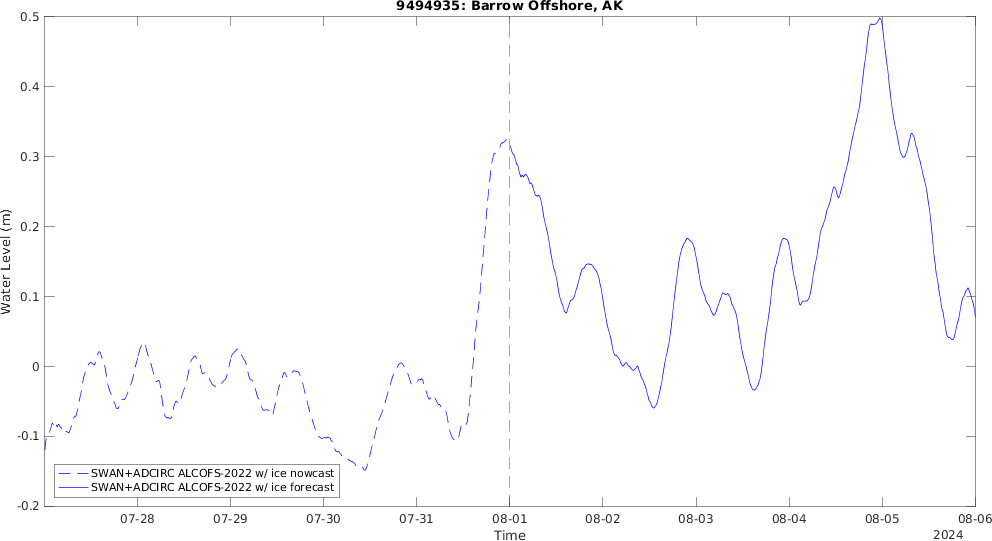 9494935: Barrow Offshore, AK
Water Level (m)
0.5
0.4
0.3
0.2
0.1
0
-0.1
-0.2
SWAN+ADCIRC ALCOFS-2022 w/ ice nowcast
SWAN+ADCIRC ALCOFS-2022 w/ ice forecast
07-28 07-29 07-30 07-31 08-01 08-02 08-03 08-04 08-05 08-06
Time
2024